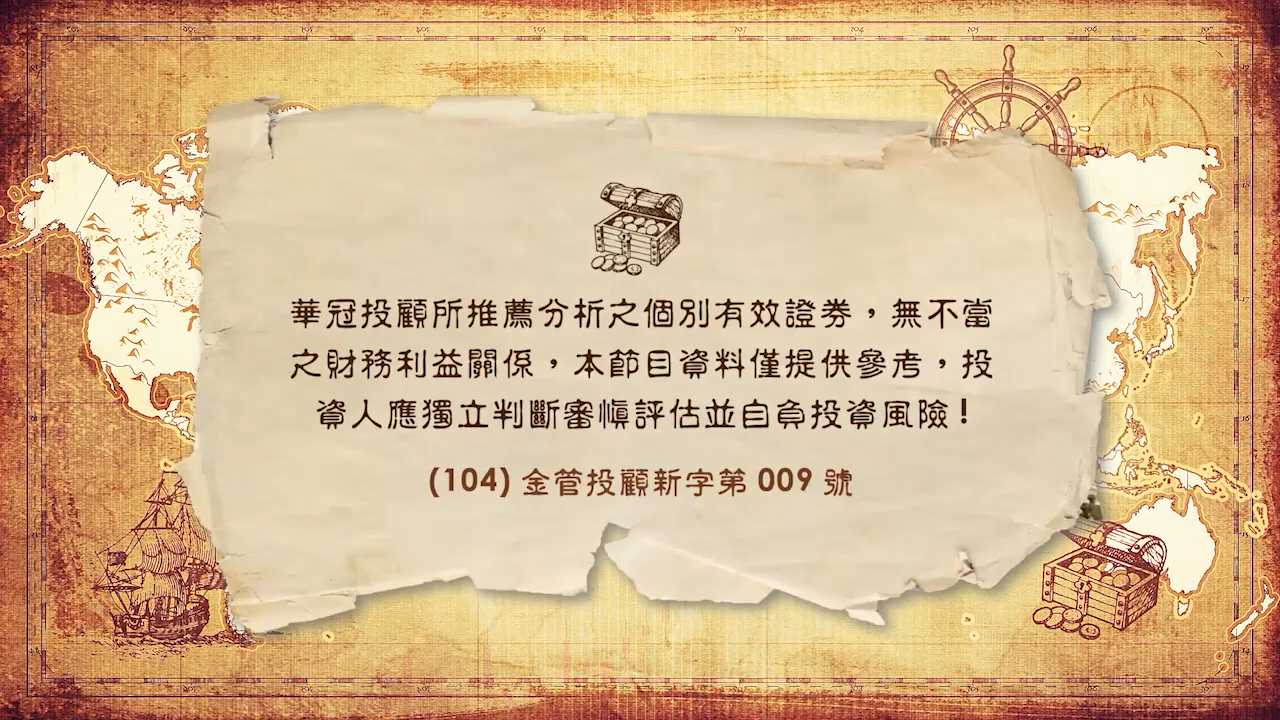 華冠投顧所推薦分析之個別有效證券，無不當
之財務利益關係，本節目資料僅提供參考，投
資人應獨立判斷審慎評估並自負投資風險！
(104) 金管投顧新字第 009 號